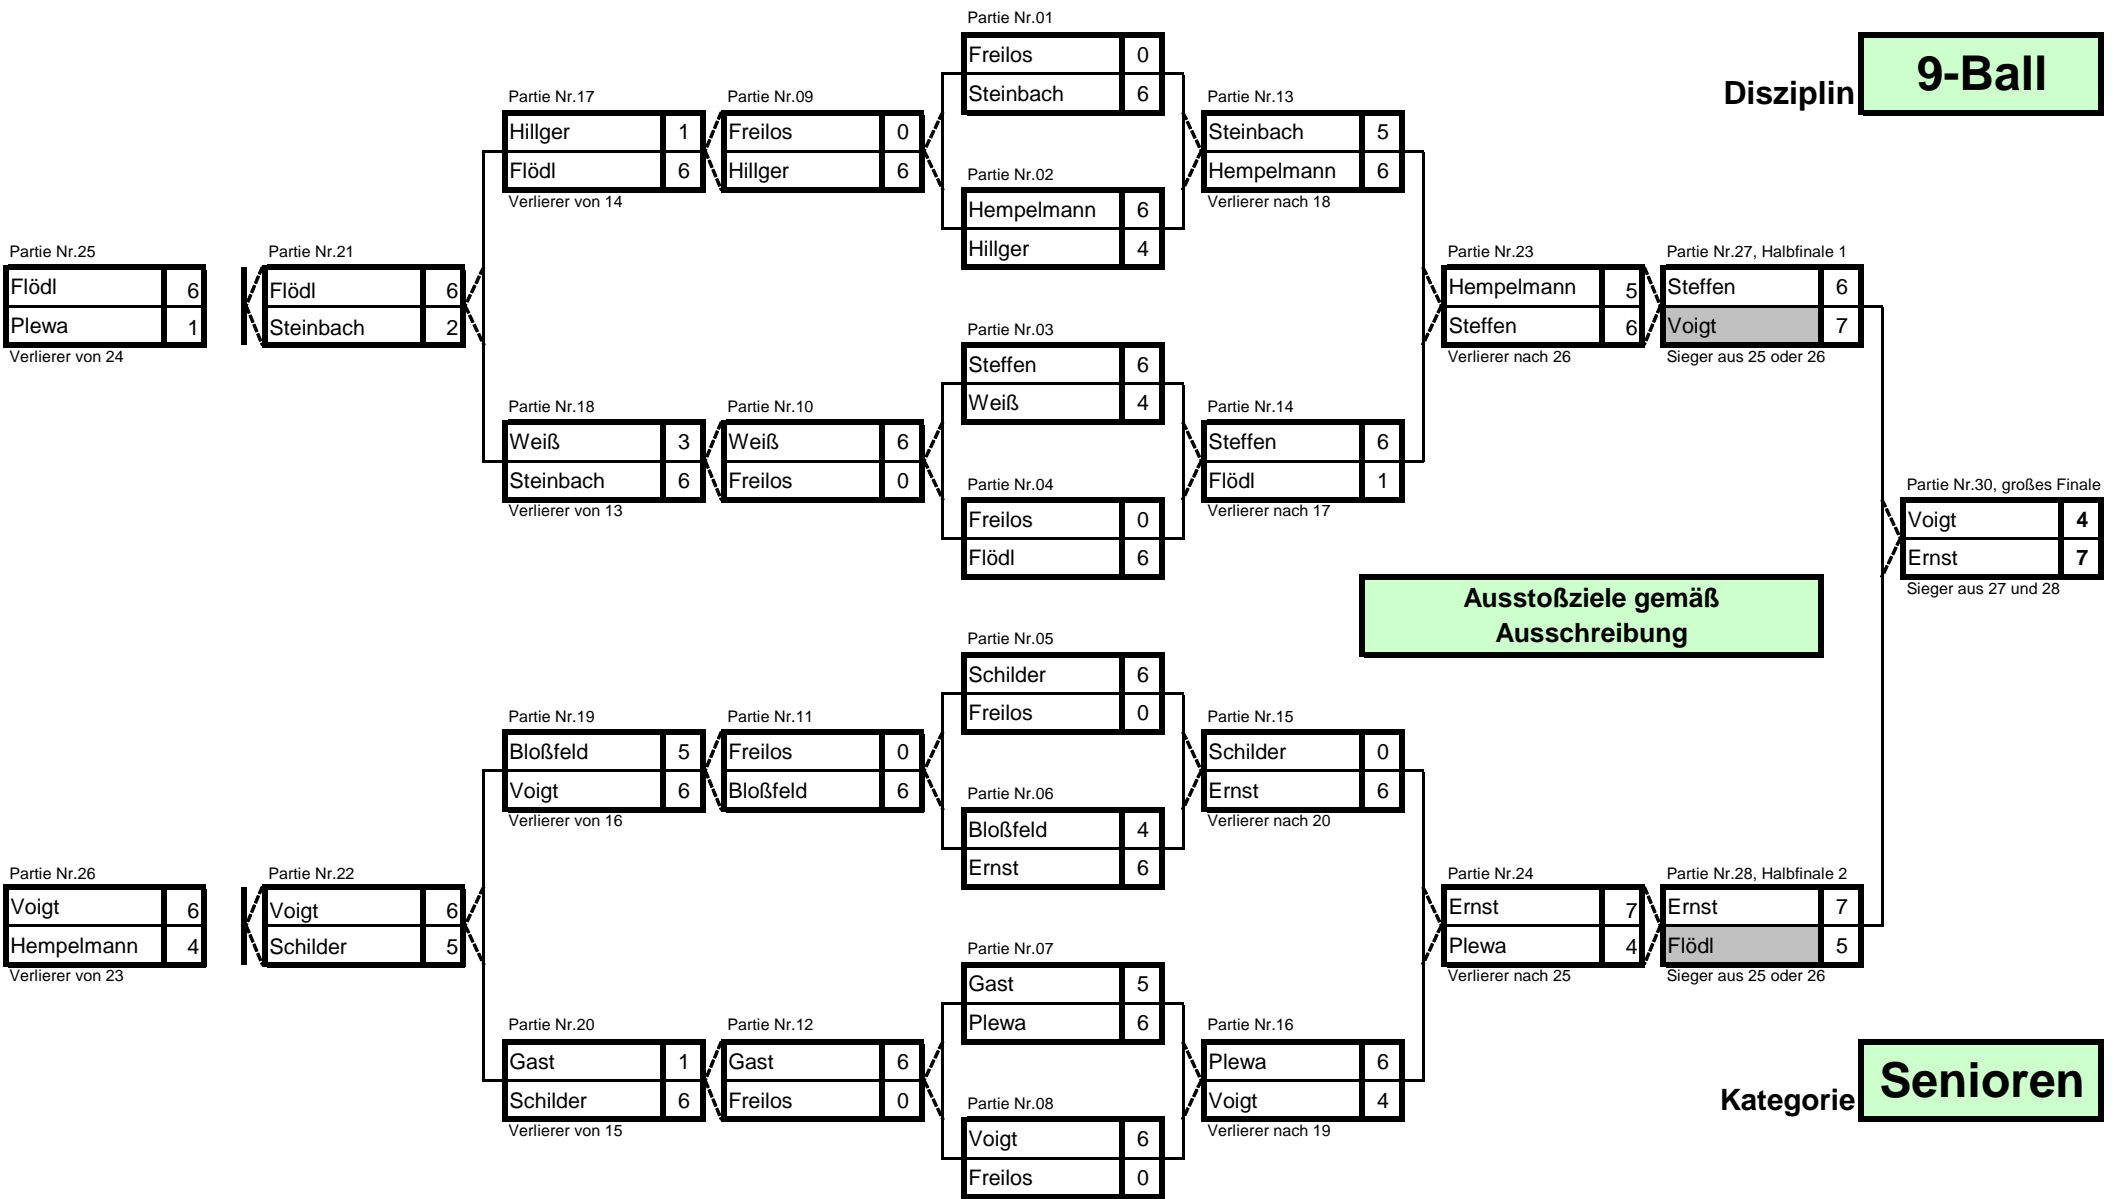 Partie Nr.01
Freilos 0
Steinbach 6
Disziplin
9-Ball
Partie Nr.17
Hillger 1
Flödl 6
Verlierer von 14
Partie Nr.09
Freilos 0
Hillger 6
Partie Nr.13
Steinbach 5
Hempelmann 6
Verlierer nach 18
Partie Nr.02
Hempelmann 6
Hillger 4
Partie Nr.25
Flödl 6
Plewa 1
Verlierer von 24
Partie Nr.21
Flödl 6
Steinbach 2
Partie Nr.23
Hempelmann 5
Steffen 6
Verlierer nach 26
Partie Nr.27, Halbfinale 1
Steffen 6
Voigt 7
Sieger aus 25 oder 26
Partie Nr.03
Steffen 6
Weiß 4
Partie Nr.18
Weiß 3
Steinbach 6
Verlierer von 13
Partie Nr.10
Weiß 6
Freilos 0
Partie Nr.14
Steffen 6
Flödl 1
Verlierer nach 17
Partie Nr.04
Freilos 0
Flödl 6
Partie Nr.30, großes Finale
Voigt 4
Ernst 7
Sieger aus 27 und 28
Ausstoßziele gemäß
Ausschreibung
Partie Nr.05
Schilder 6
Freilos 0
Partie Nr.19
Bloßfeld 5
Voigt 6
Verlierer von 16
Partie Nr.11
Freilos 0
Bloßfeld 6
Partie Nr.15
Schilder 0
Ernst 6
Verlierer nach 20
Partie Nr.06
Bloßfeld 4
Ernst 6
Partie Nr.26
Voigt 6
Hempelmann 4
Verlierer von 23
Partie Nr.22
Voigt 6
Schilder 5
Partie Nr.24
Ernst 7
Plewa 4
Verlierer nach 25
Partie Nr.28, Halbfinale 2
Ernst 7
Flödl 5
Sieger aus 25 oder 26
Partie Nr.07
Gast 5
Plewa 6
Partie Nr.20
Gast 1
Schilder 6
Verlierer von 15
Partie Nr.12
Gast 6
Freilos 0
Partie Nr.16
Plewa 6
Voigt 4
Verlierer nach 19
Partie Nr.08
Voigt 6
Freilos 0
Kategorie
Senioren